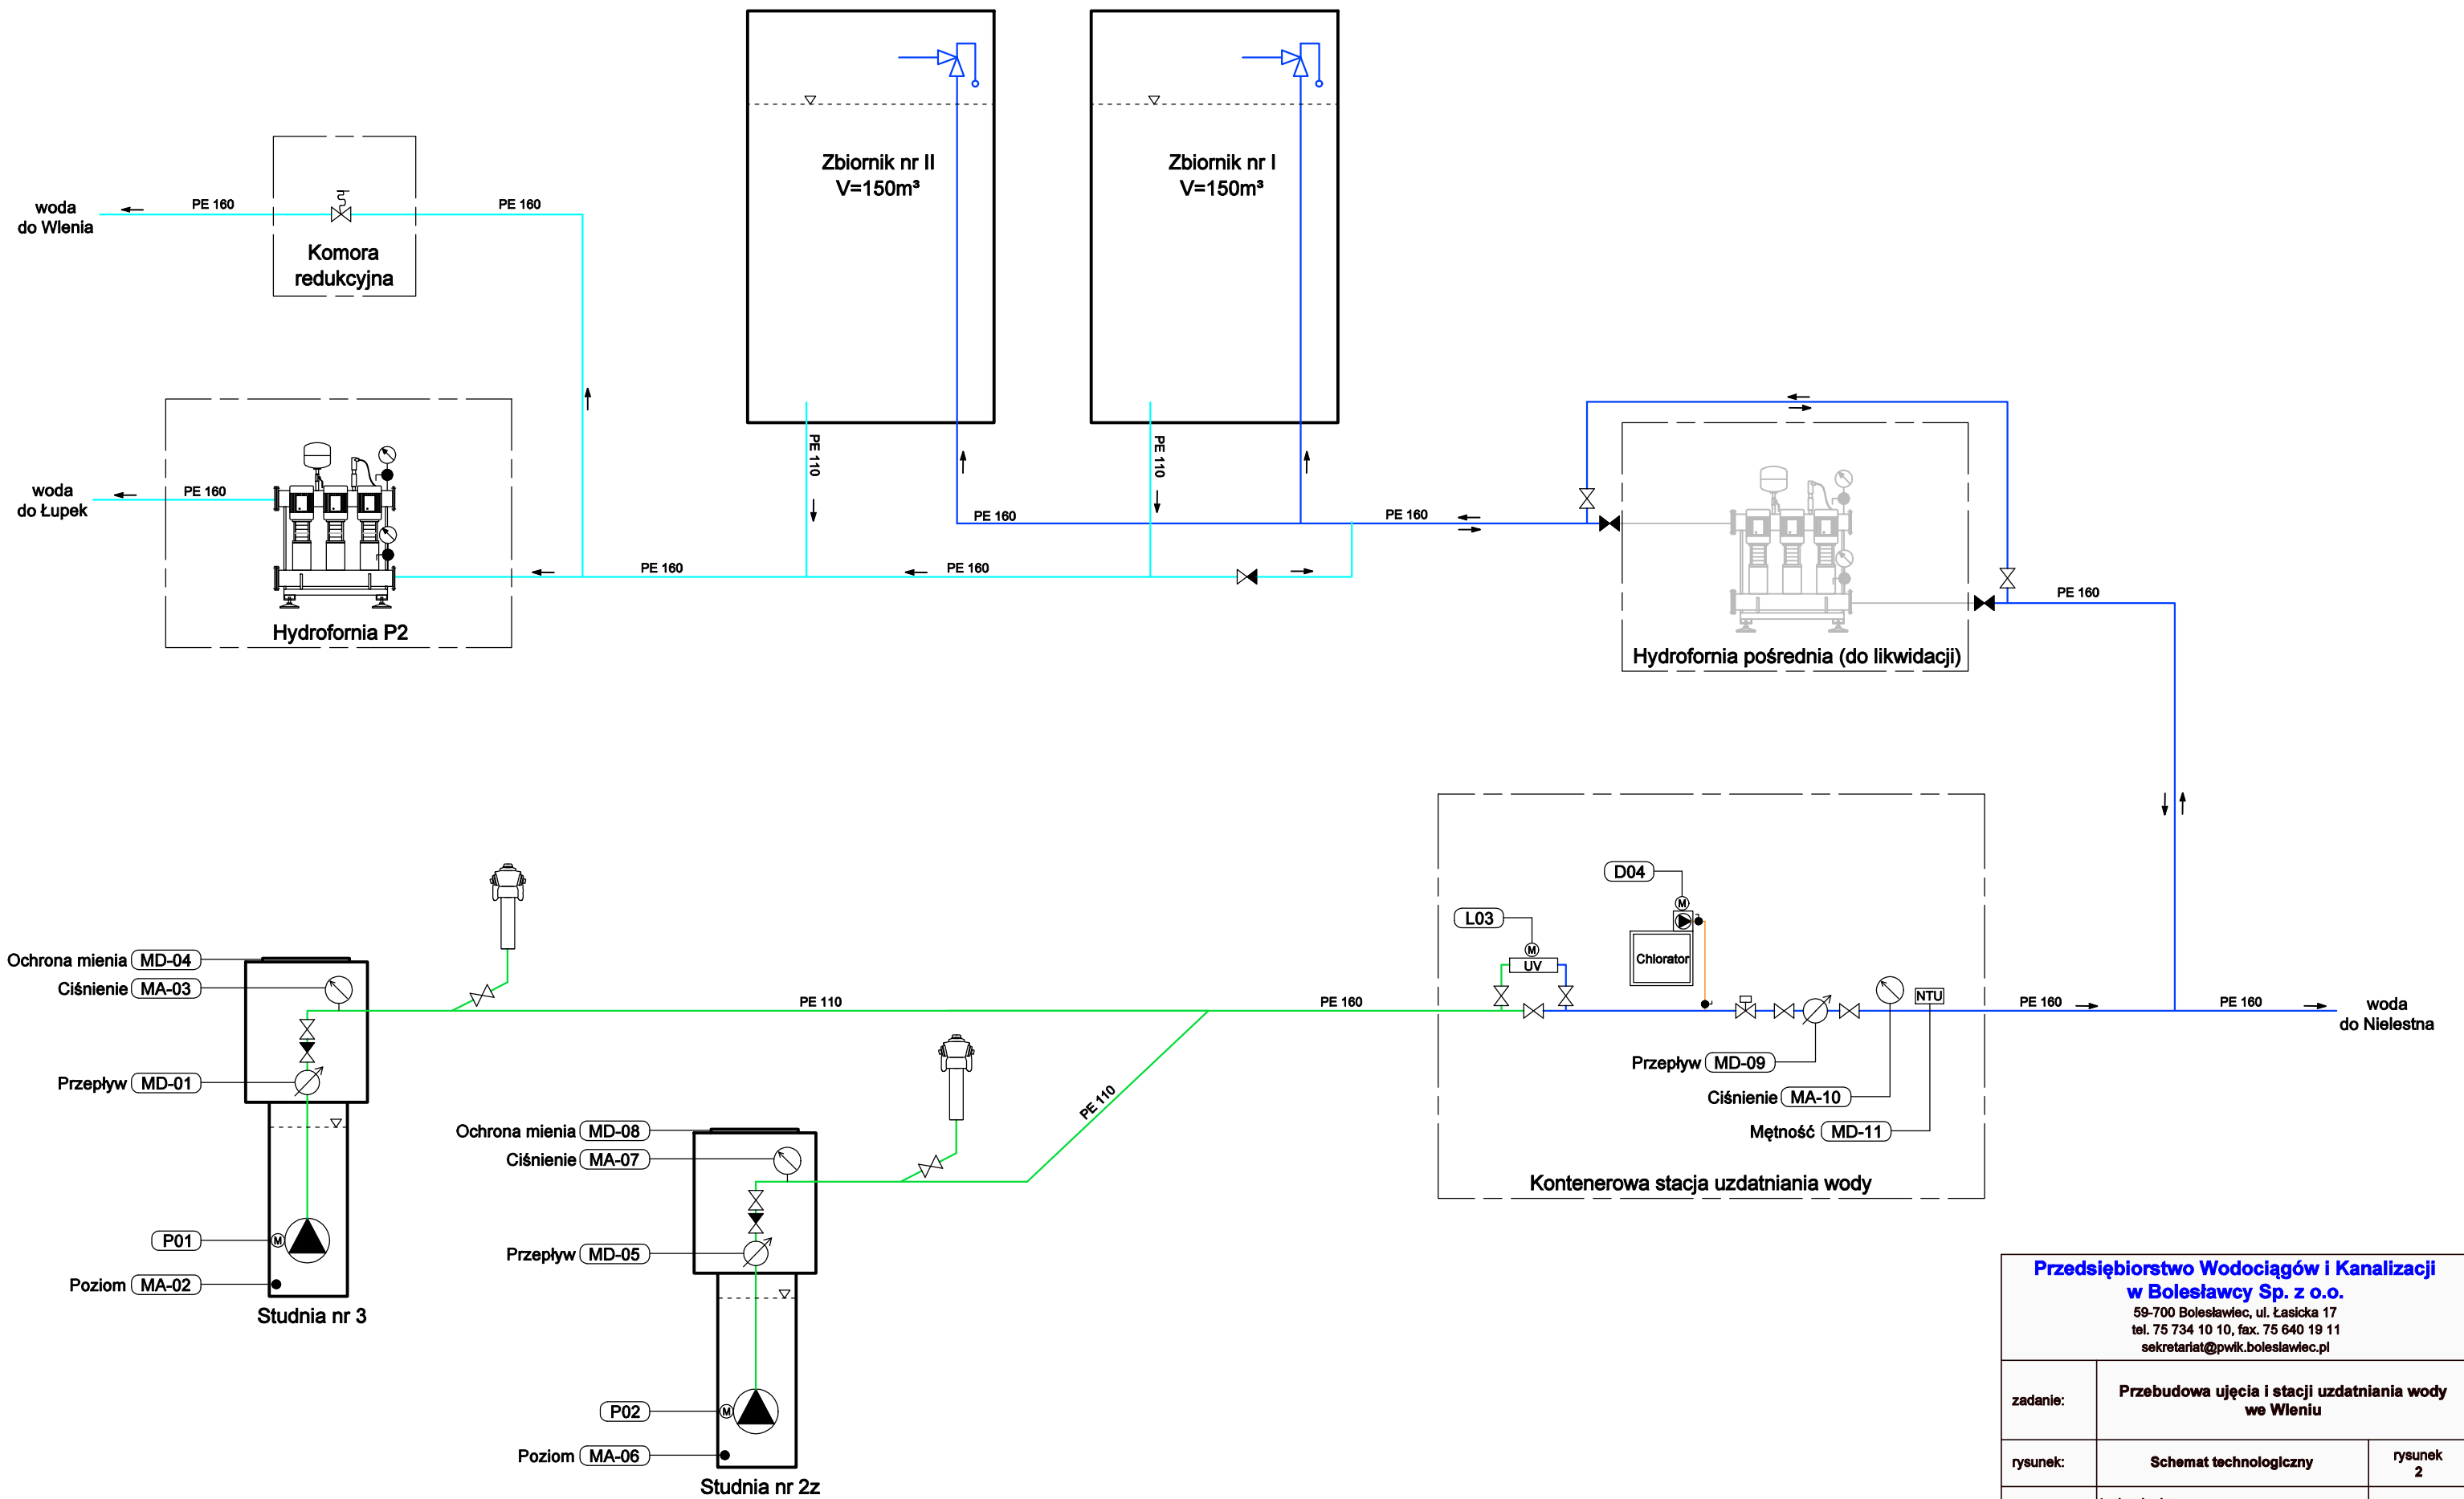 Zbiornik nr II
V=150m³
Zbiornik nr I
V=150m³
woda
do Wlenia
PE 160
PE 160
Komora
redukcyjna
woda
do Łupek
PE 160
Hydrofornia P2
PE 110
PE 110
PE 160
PE 160
PE 160
PE 160
PE 160
Hydrofornia pośrednia (do likwidacji)
Ochrona mienia MD-04
Ciśnienie MA-03
Przepływ MD-01
P01
M
Poziom MA-02
Studnia nr 3
PE 110
PE 160
Ochrona mienia MD-08
Ciśnienie MA-07
Przepływ MD-05
P02
M
Poziom MA-06
Studnia nr 2z
PE 110
L03
M
UV
D04
M
Chlorator
NTU
Przepływ MD-09
Ciśnienie MA-10
Mętność MD-11
Kontenerowa stacja uzdatniania wody
PE 160
PE 160
woda
do Nielestna
Przedsiębiorstwo Wodociągów i Kanalizacji
w Bolesławcy Sp. z o.o.
59-700 Bolesławiec, ul. Łasicka 17
tel. 75 734 10 10, fax. 75 640 19 11
sekretariat@pwik.boleslawiec.pl
zadanie:
Przebudowa ujęcia i stacji uzdatniania wody
we Wleniu
rysunek:
Schemat technologiczny
rysunek
2